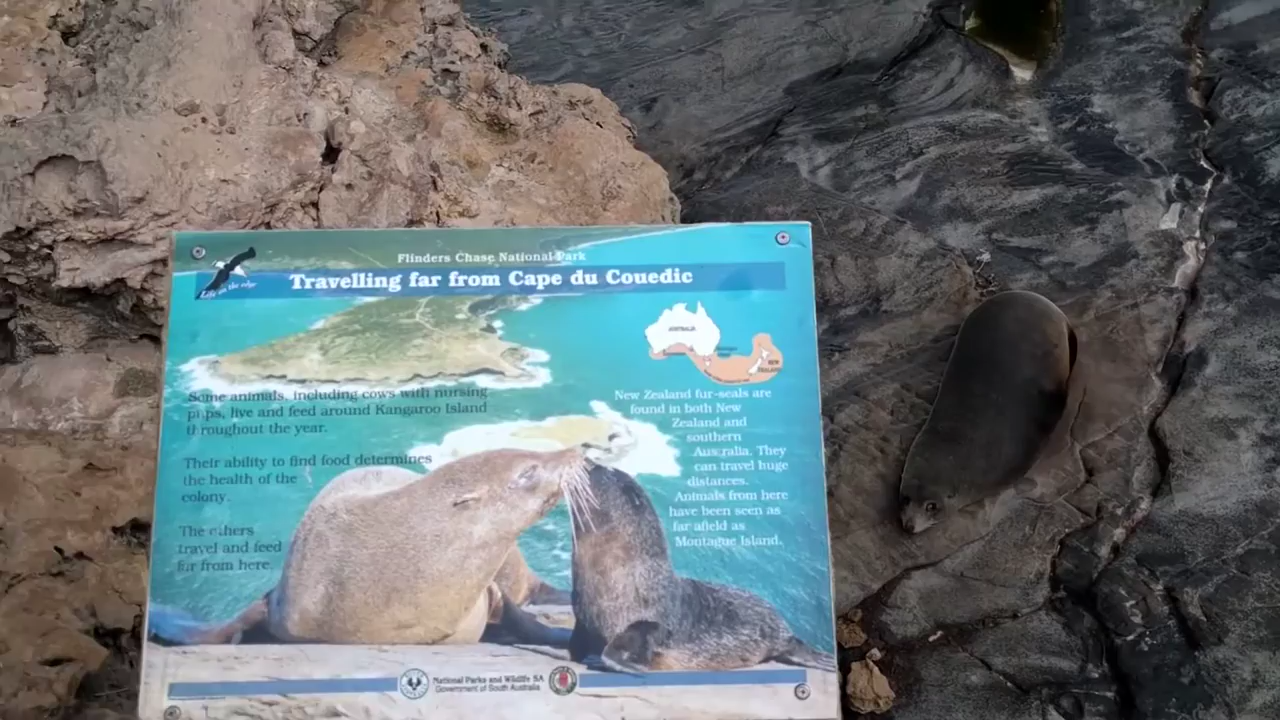 Flinders Chase National Park
Travelling far from Cape du Couedic
Life on the edge
AUSTRALIA
NEW
ZEALAND
Some animals, including cows with nursing
pups, live and feed around Kangaroo Island
throughout the year.
Their ability to find food determines
the health of the
colony.
The others
travel and feed
far from here.
New Zealand fur-seals are
found in both New
Zealand and
southern
Australia. They
can travel huge
distances.
Animals from here
have been seen as
far afield as
Montague Island.
National Parks and Wildlife SA
Government of South Australia